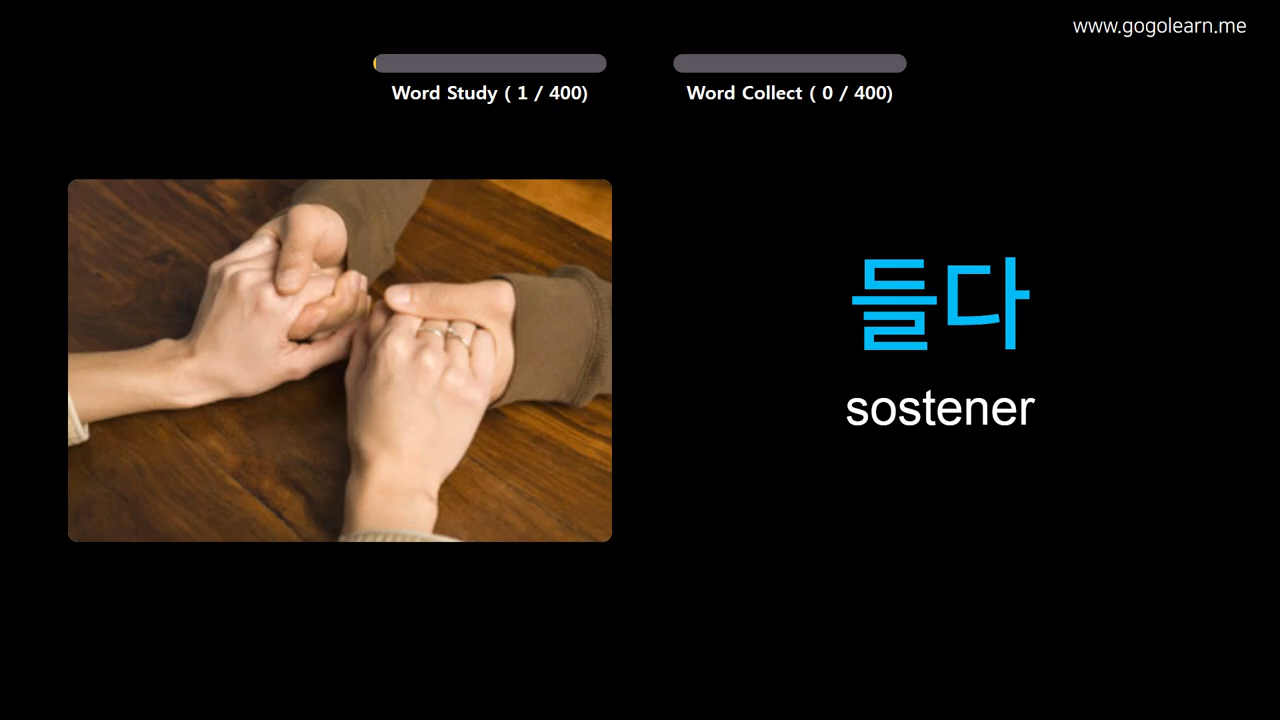 www.gogolearn.me
Word Study ( 1 / 400)
Word Collect ( 0 / 400)
들다
sostener